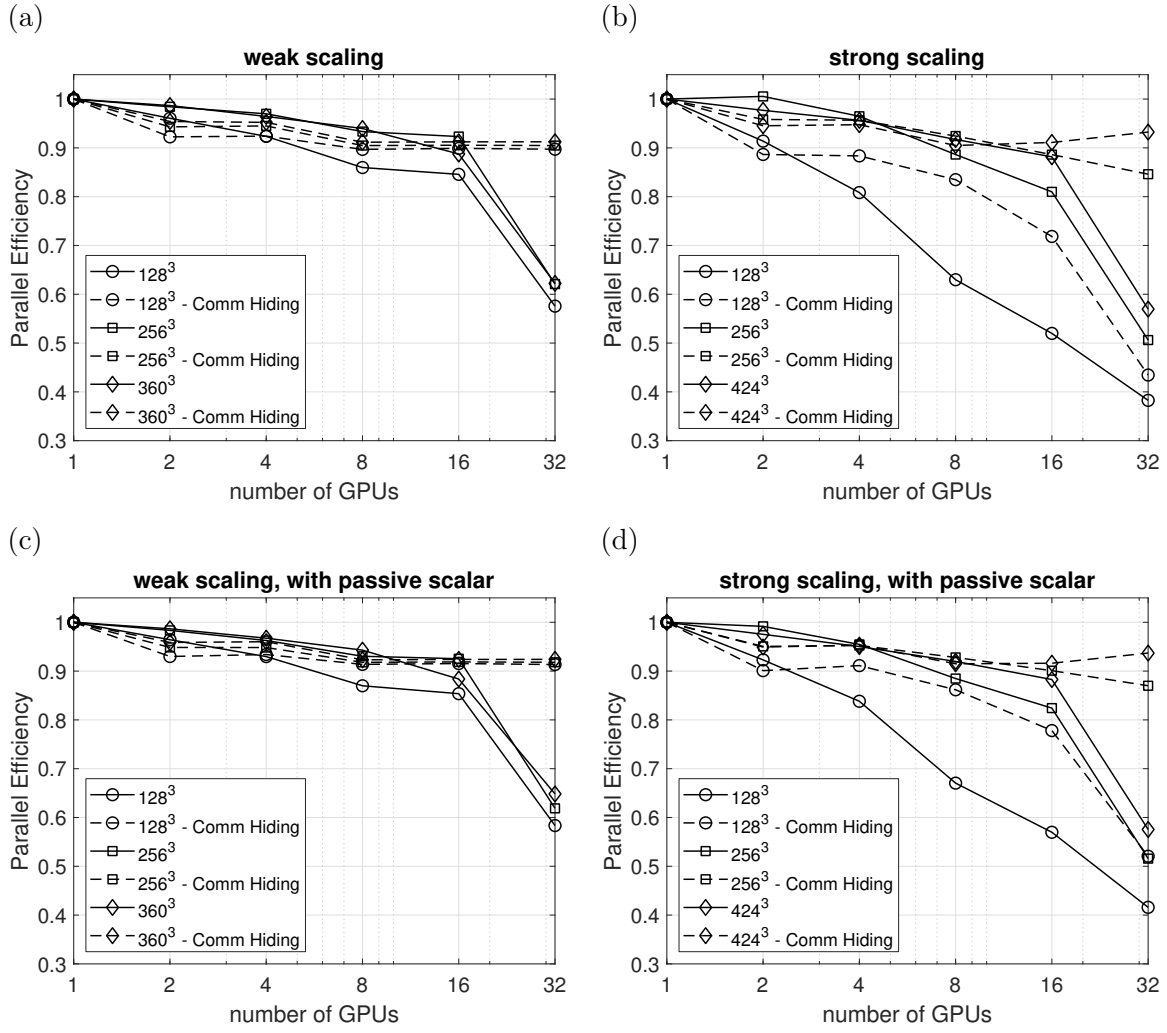 (a)
weak scaling
Parallel Efficiency
1
0.9
0.8
0.7
0.6
0.5
0.4
0.3
128³
128³ - Comm Hiding
256³
256³ - Comm Hiding
360³
360³ - Comm Hiding
1 2 4 8 16 32
number of GPUs
(b)
strong scaling
Parallel Efficiency
1
0.9
0.8
0.7
0.6
0.5
0.4
0.3
128³
128³ - Comm Hiding
256³
256³ - Comm Hiding
424³
424³ - Comm Hiding
1 2 4 8 16 32
number of GPUs
(c)
weak scaling, with passive scalar
Parallel Efficiency
1
0.9
0.8
0.7
0.6
0.5
0.4
0.3
128³
128³ - Comm Hiding
256³
256³ - Comm Hiding
360³
360³ - Comm Hiding
1 2 4 8 16 32
number of GPUs
(d)
strong scaling, with passive scalar
Parallel Efficiency
1
0.9
0.8
0.7
0.6
0.5
0.4
0.3
128³
128³ - Comm Hiding
256³
256³ - Comm Hiding
424³
424³ - Comm Hiding
1 2 4 8 16 32
number of GPUs